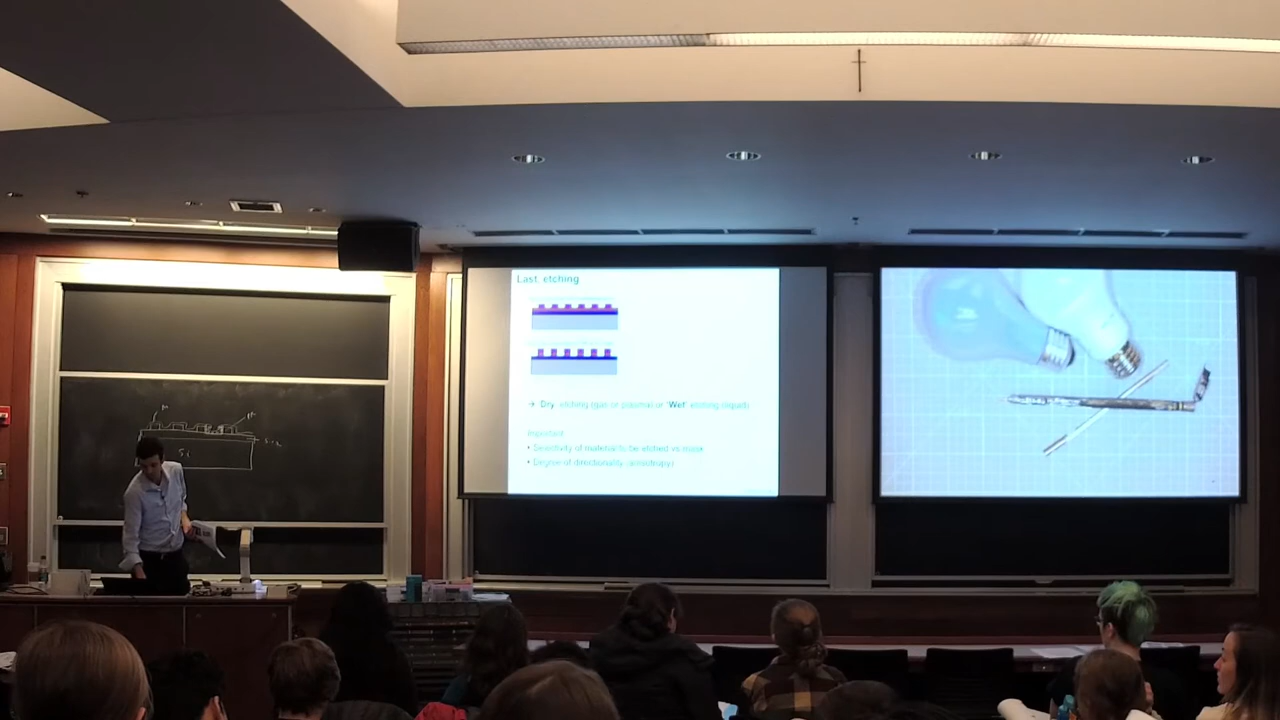 Last etching
→ 'Dry' etching (gas or plasma) or 'Wet' etching (liquid)
Important
• Selectivity of material to be etched vs mask
• Degree of directionality (anisotropy)
Si